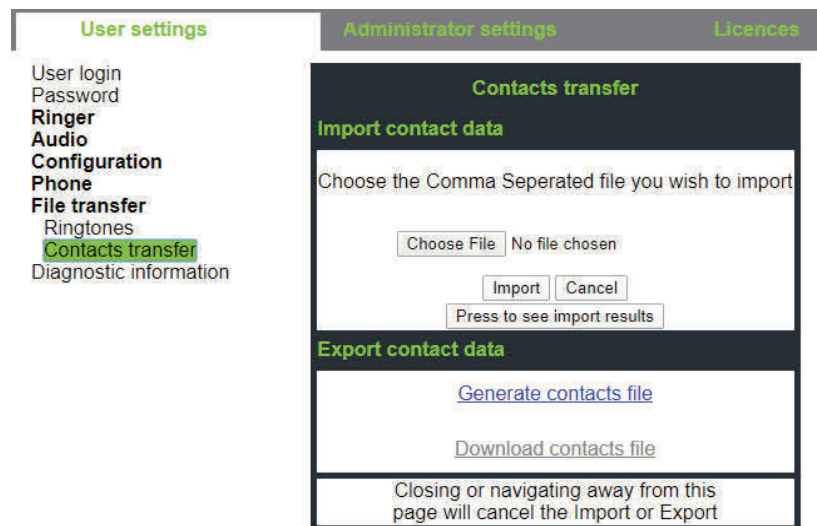 User settings
Administrator settings
Licences
User login
Password
Ringer
Audio
Configuration
Phone
File transfer
Ringtones
Contacts transfer
Diagnostic information
Contacts transfer
Import contact data
Choose the Comma Seperated file you wish to import
Choose File No file chosen
Import Cancel
Press to see import results
Export contact data
Generate contacts file
Download contacts file
Closing or navigating away from this
page will cancel the Import or Export